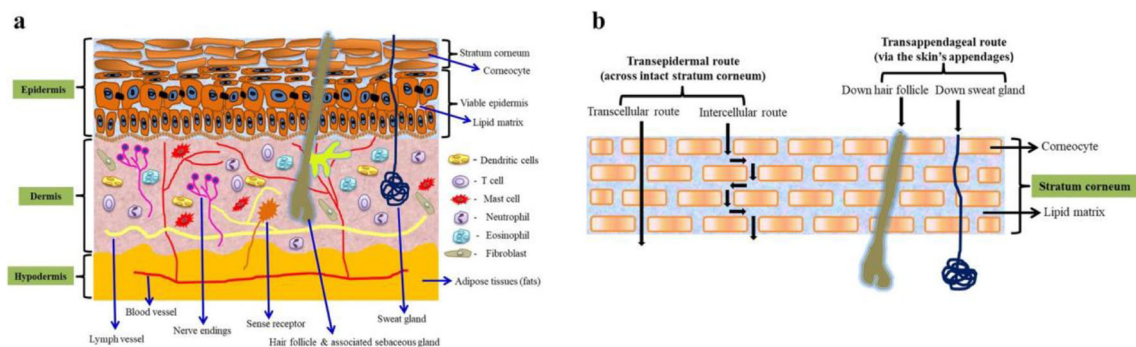 a
Epidermis
Dermis
Hypodermis
Stratum corneum
Corneocyte
Viable epidermis
Lipid matrix
- Dendritic cells
- T cell
- Mast cell
- Neutrophil
- Eosinophil
- Fibroblast
Adipose tissues (fats)
Sweat gland
Hair follicle & associated sebaceous gland
Sense receptor
Nerve endings
Blood vessel
Lymph vessel
b
Transepidermal route
(across intact stratum corneum)
Transcellular route
Intercellular route
Transappendageal route
(via the skin's appendages)
Down hair follicle
Down sweat gland
Corneocyte
Stratum corneum
Lipid matrix